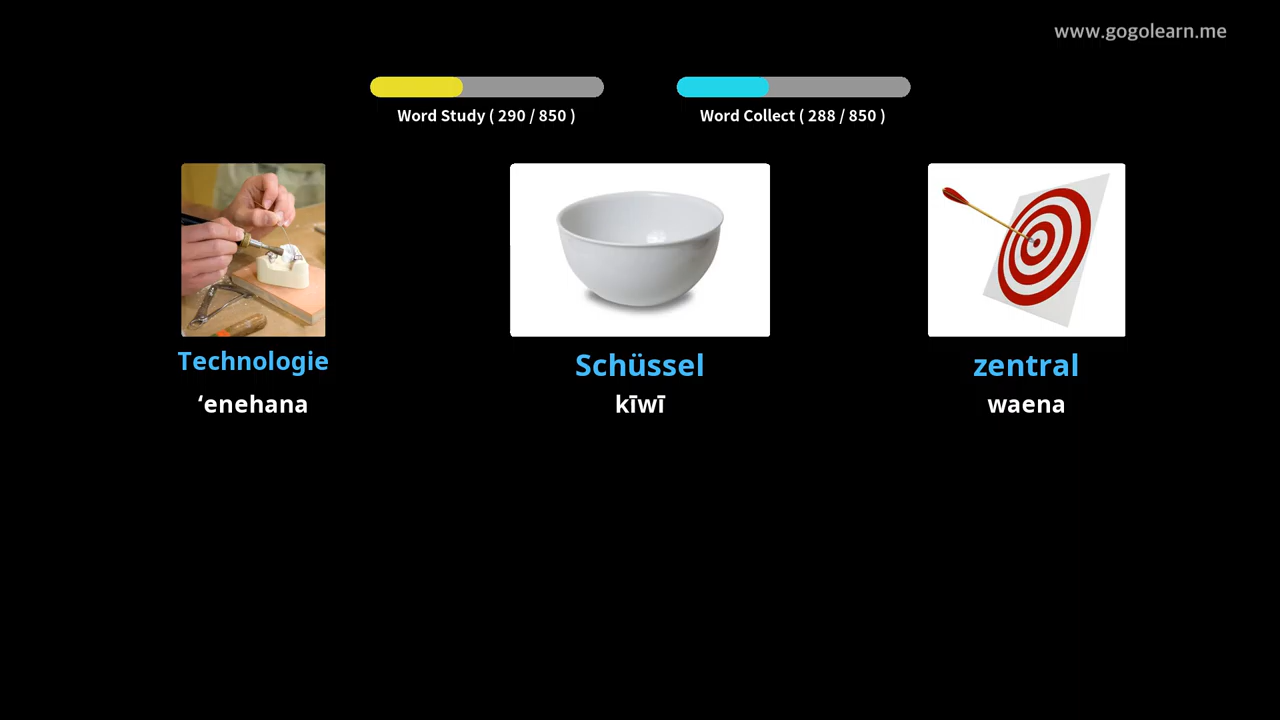 www.gogolearn.me
Word Study ( 290 / 850 )
Word Collect ( 288 / 850 )
Technologie
ʻenehana
Schüssel
kīwī
zentral
waena